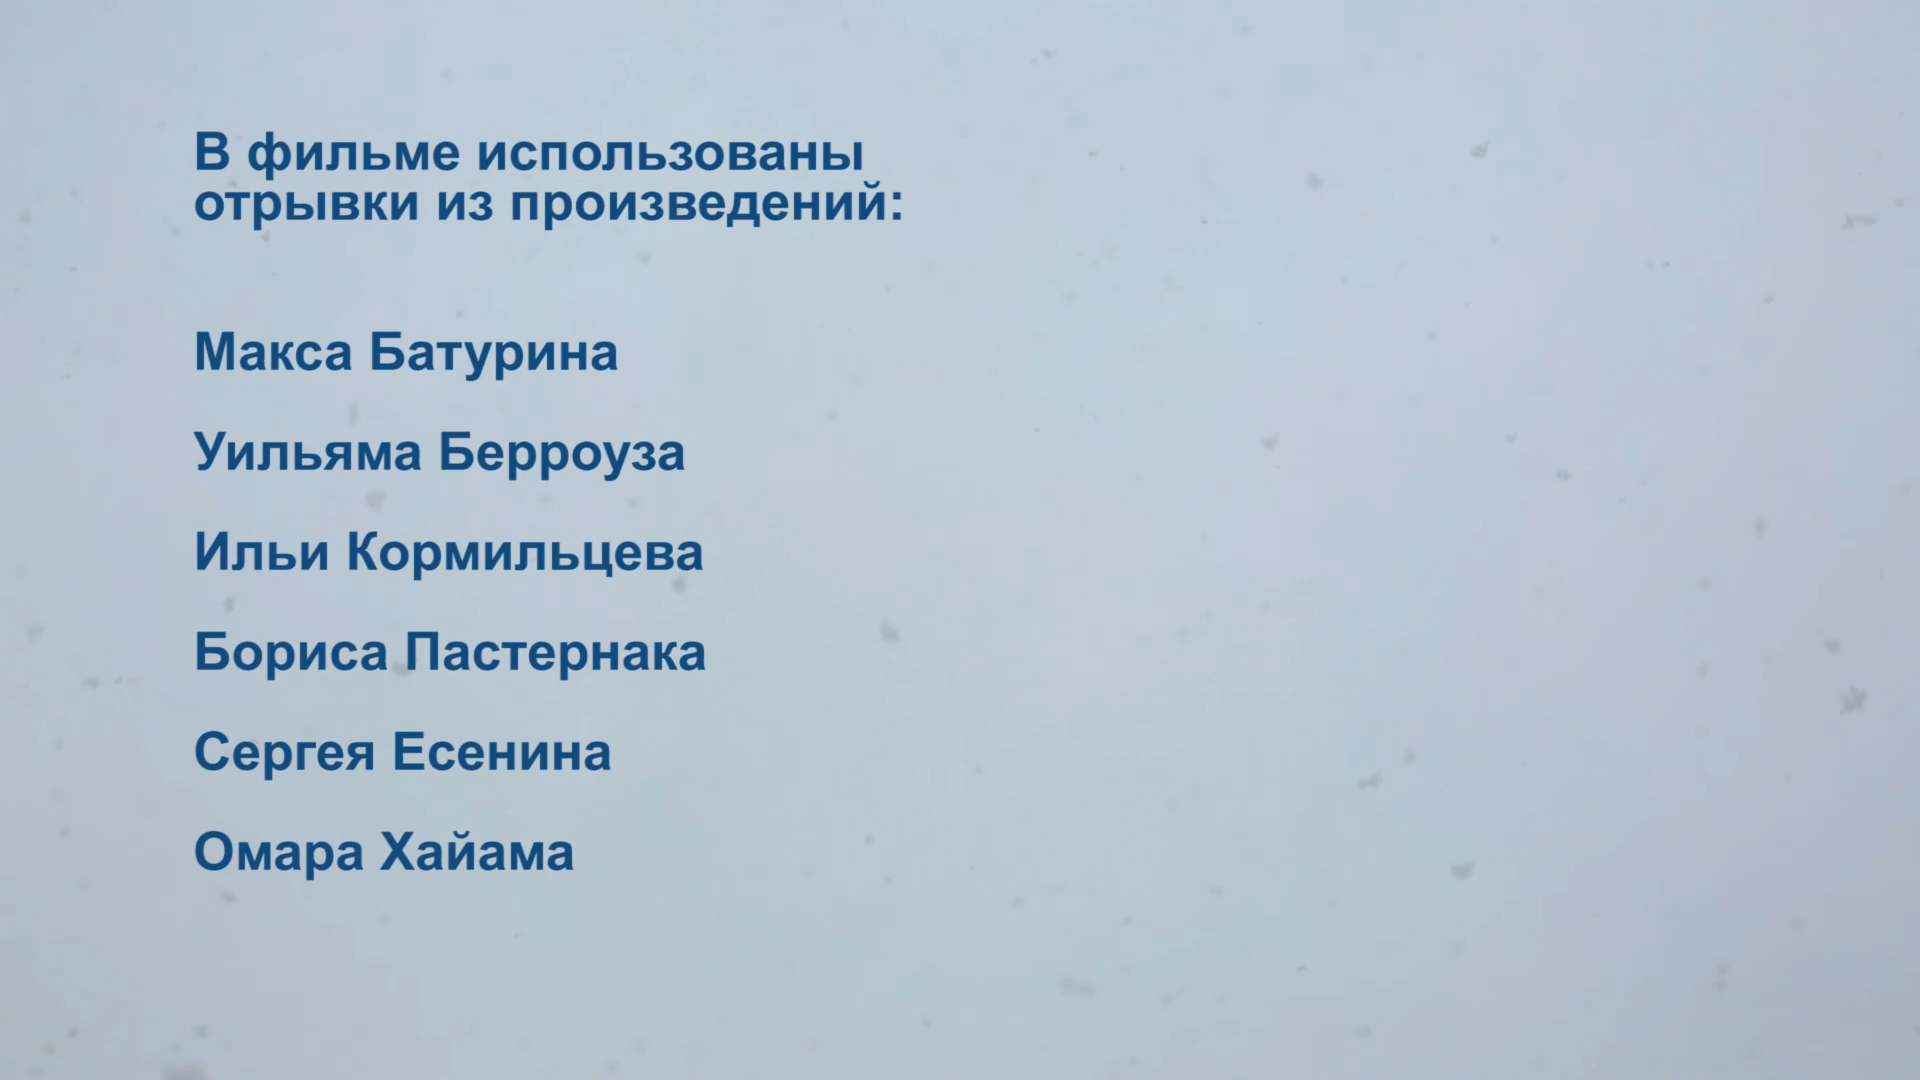 В фильме использованы
отрывки из произведений:
Макса Батурина
Уильяма Берроуза
Ильи Кормильцева
Бориса Пастернака
Сергея Есенина
Омара Хайама